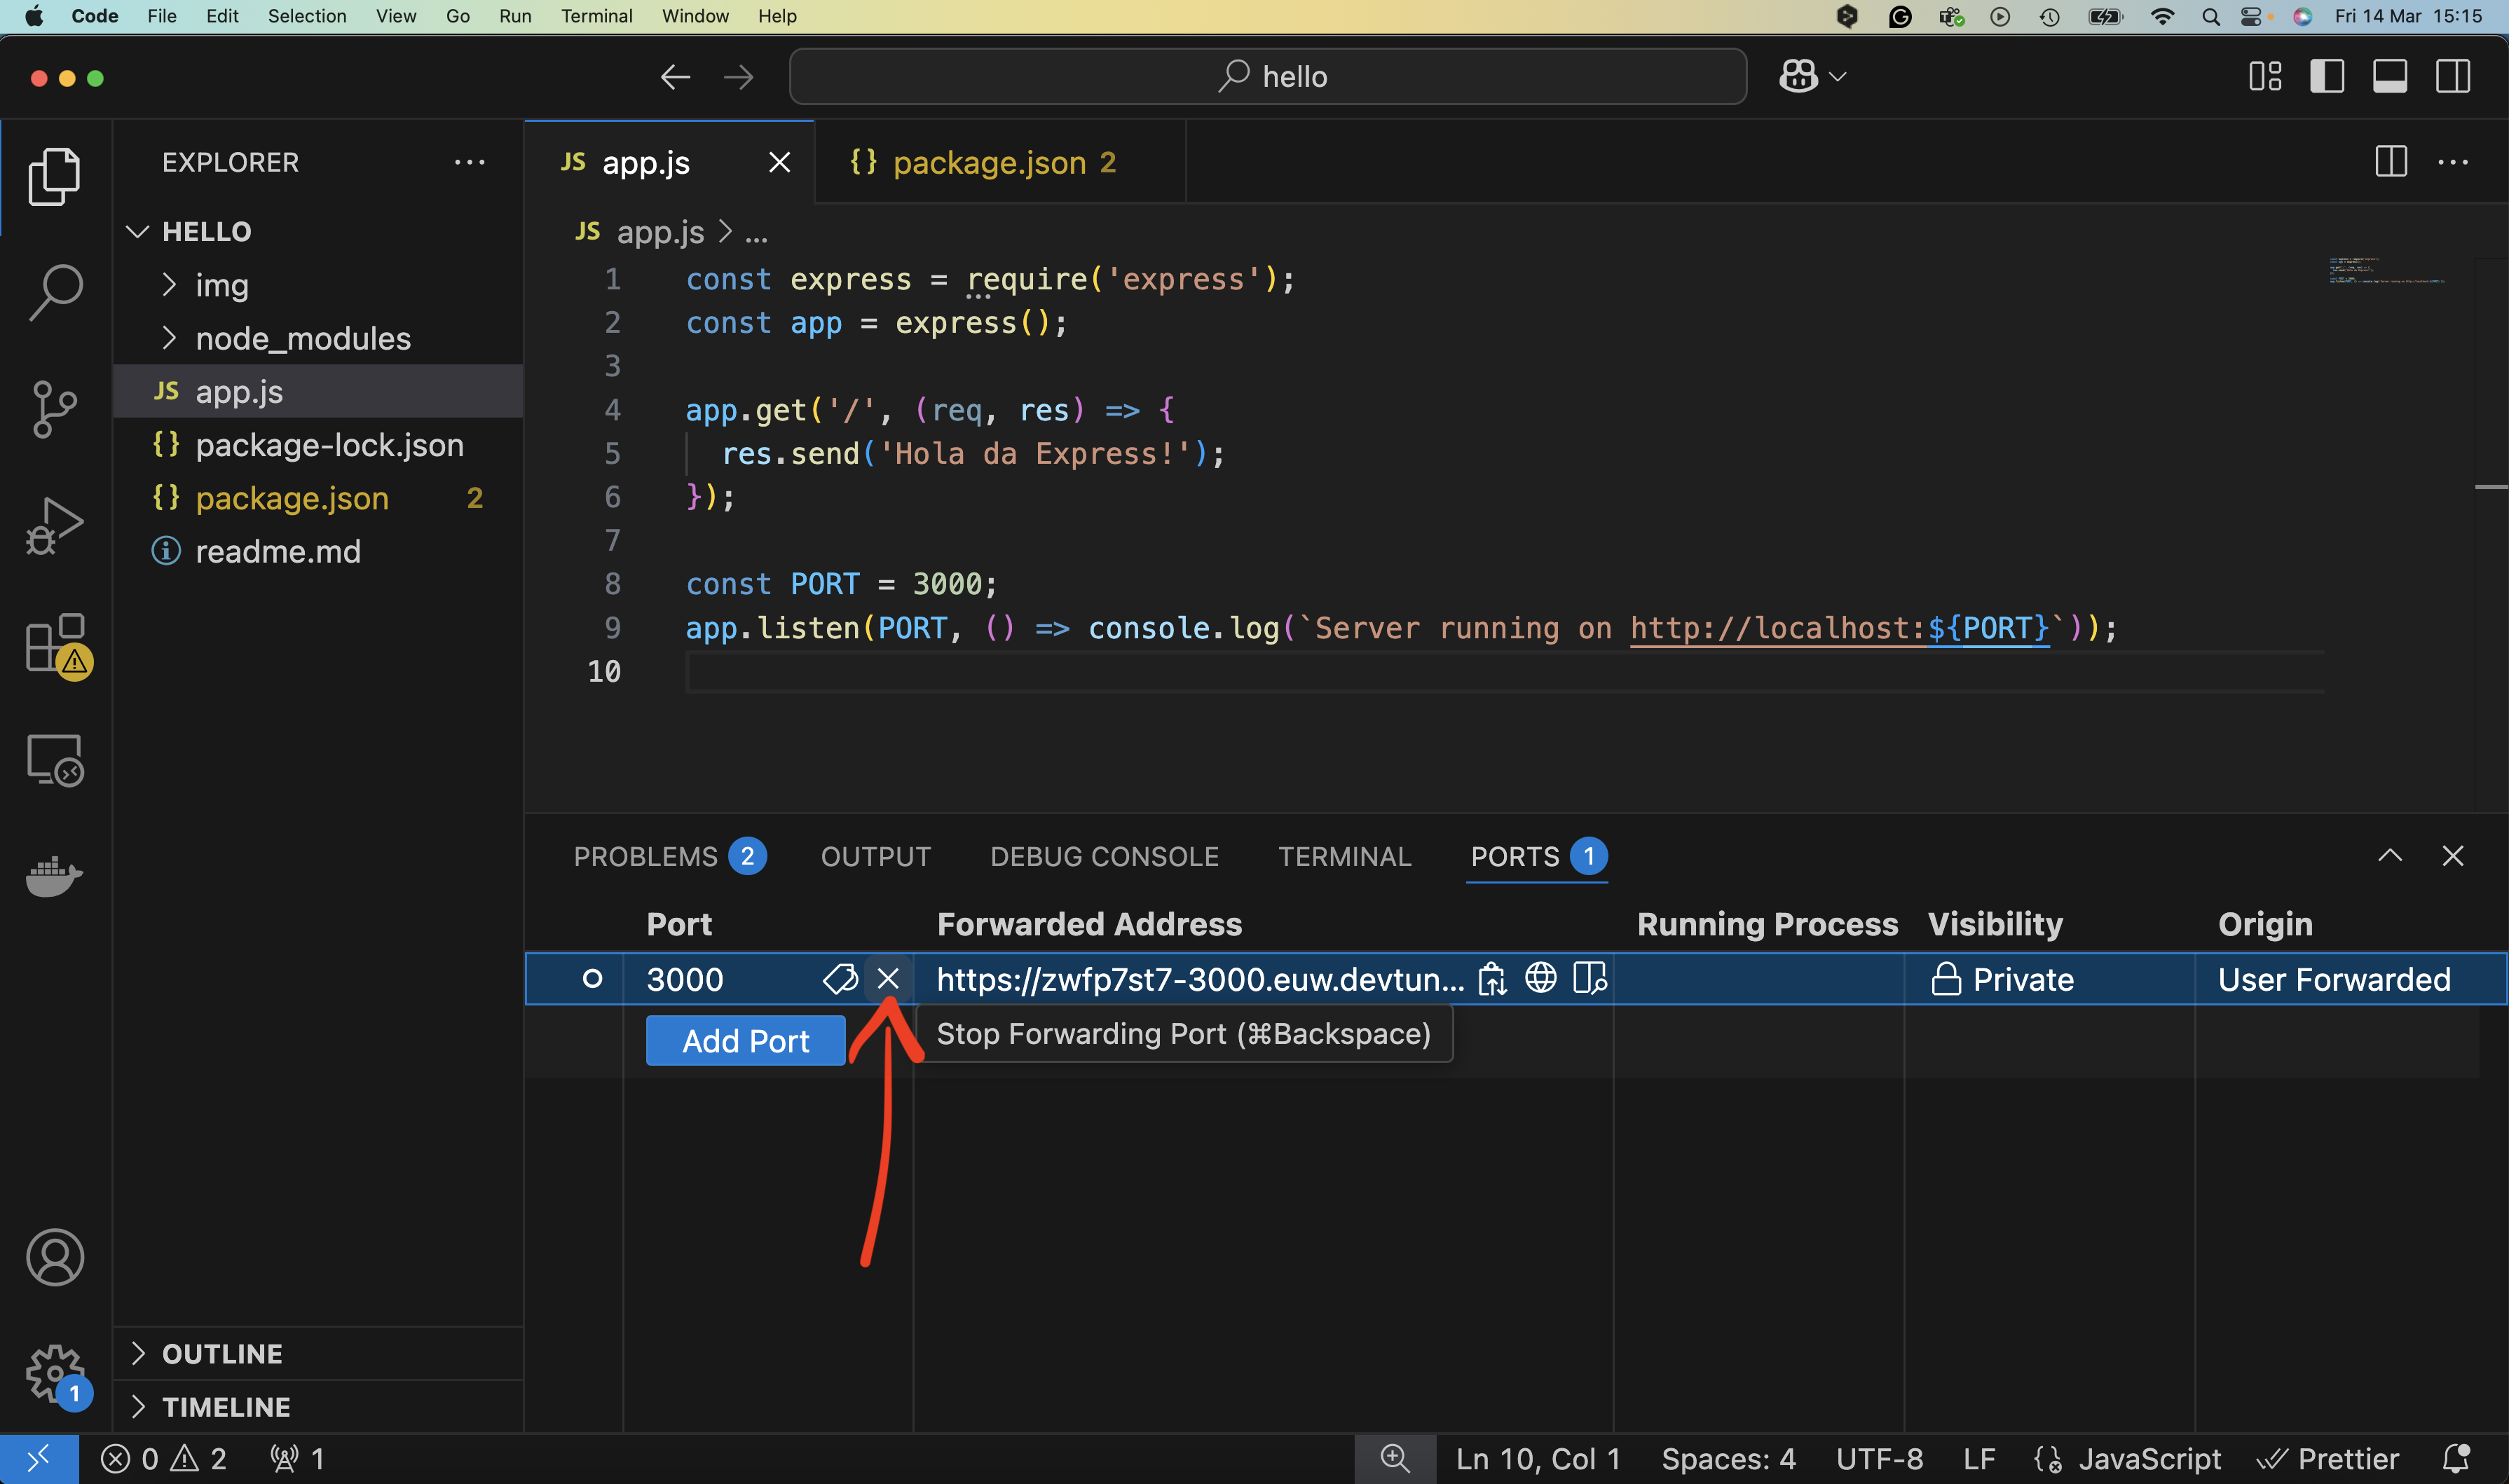 Code File Edit Selection View Go Run Terminal Window Help Fri 14 Mar 15:15
hello
EXPLORER
HELLO
img
node_modules
JS app.js
{} package-lock.json
{} package.json 2
readme.md
OUTLINE
TIMELINE
JS app.js {} package.json 2
JS app.js > ...
1 const express = require('express');
2 const app = express();
3
4 app.get('/', (req, res) => {
5 res.send('Hola da Express!');
6 });
7
8 const PORT = 3000;
9 app.listen(PORT, () => console.log(`Server running on http://localhost:${PORT}`));
10
PROBLEMS 2 OUTPUT DEBUG CONSOLE TERMINAL PORTS 1
Port Forwarded Address Running Process Visibility Origin
3000 https://zwfp7st7-3000.euw.devtun... Private User Forwarded
Add Port
Stop Forwarding Port (⌘Backspace)
1
0 2 1 Ln 10, Col 1 Spaces: 4 UTF-8 LF JavaScript Prettier